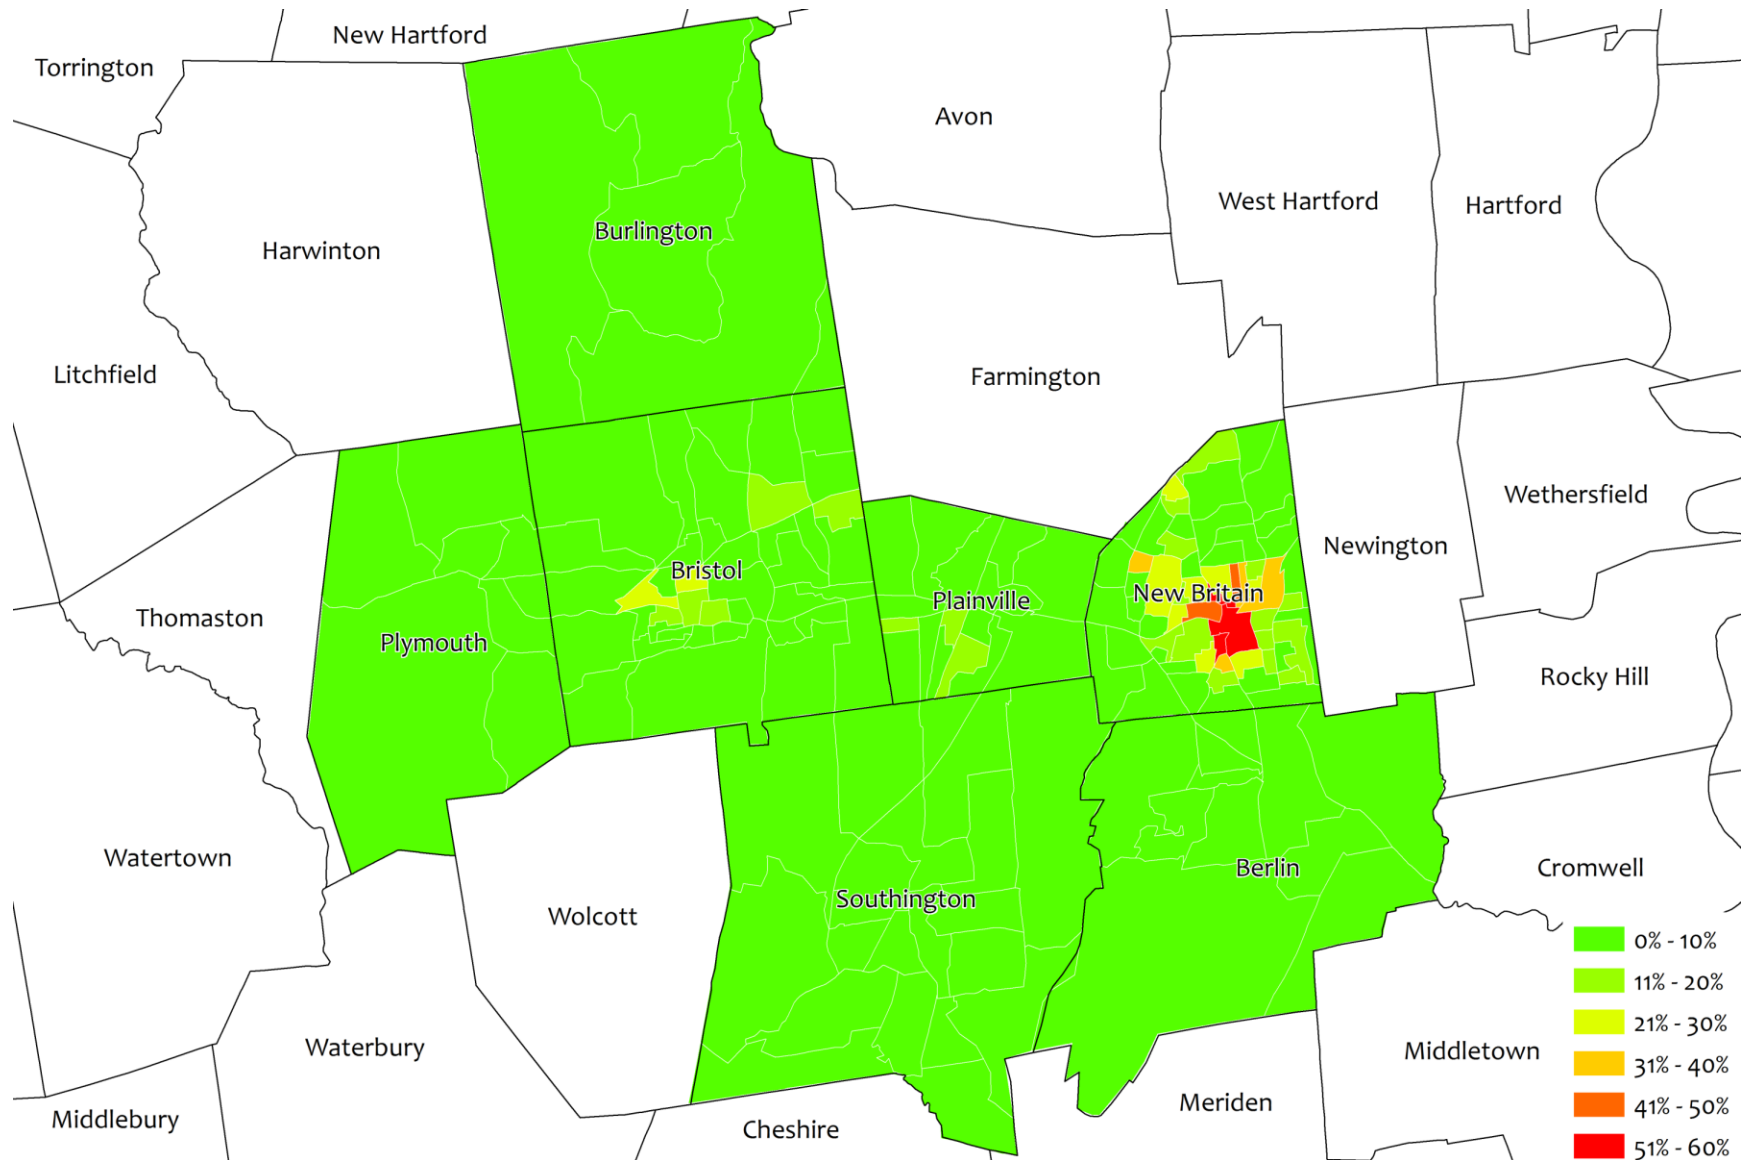 New Hartford
Torrington
Avon
West Hartford
Hartford
Burlington
Harwinton
Litchfield
Farmington
Wethersfield
Newington
Bristol
New Britain
Plainville
Thomaston
Plymouth
Rocky Hill
Watertown
Berlin
Cromwell
Southington
Wolcott
0% - 10%
11% - 20%
21% - 30%
Waterbury
Middletown
31% - 40%
Meriden
41% - 50%
Middlebury
Cheshire
51% - 60%